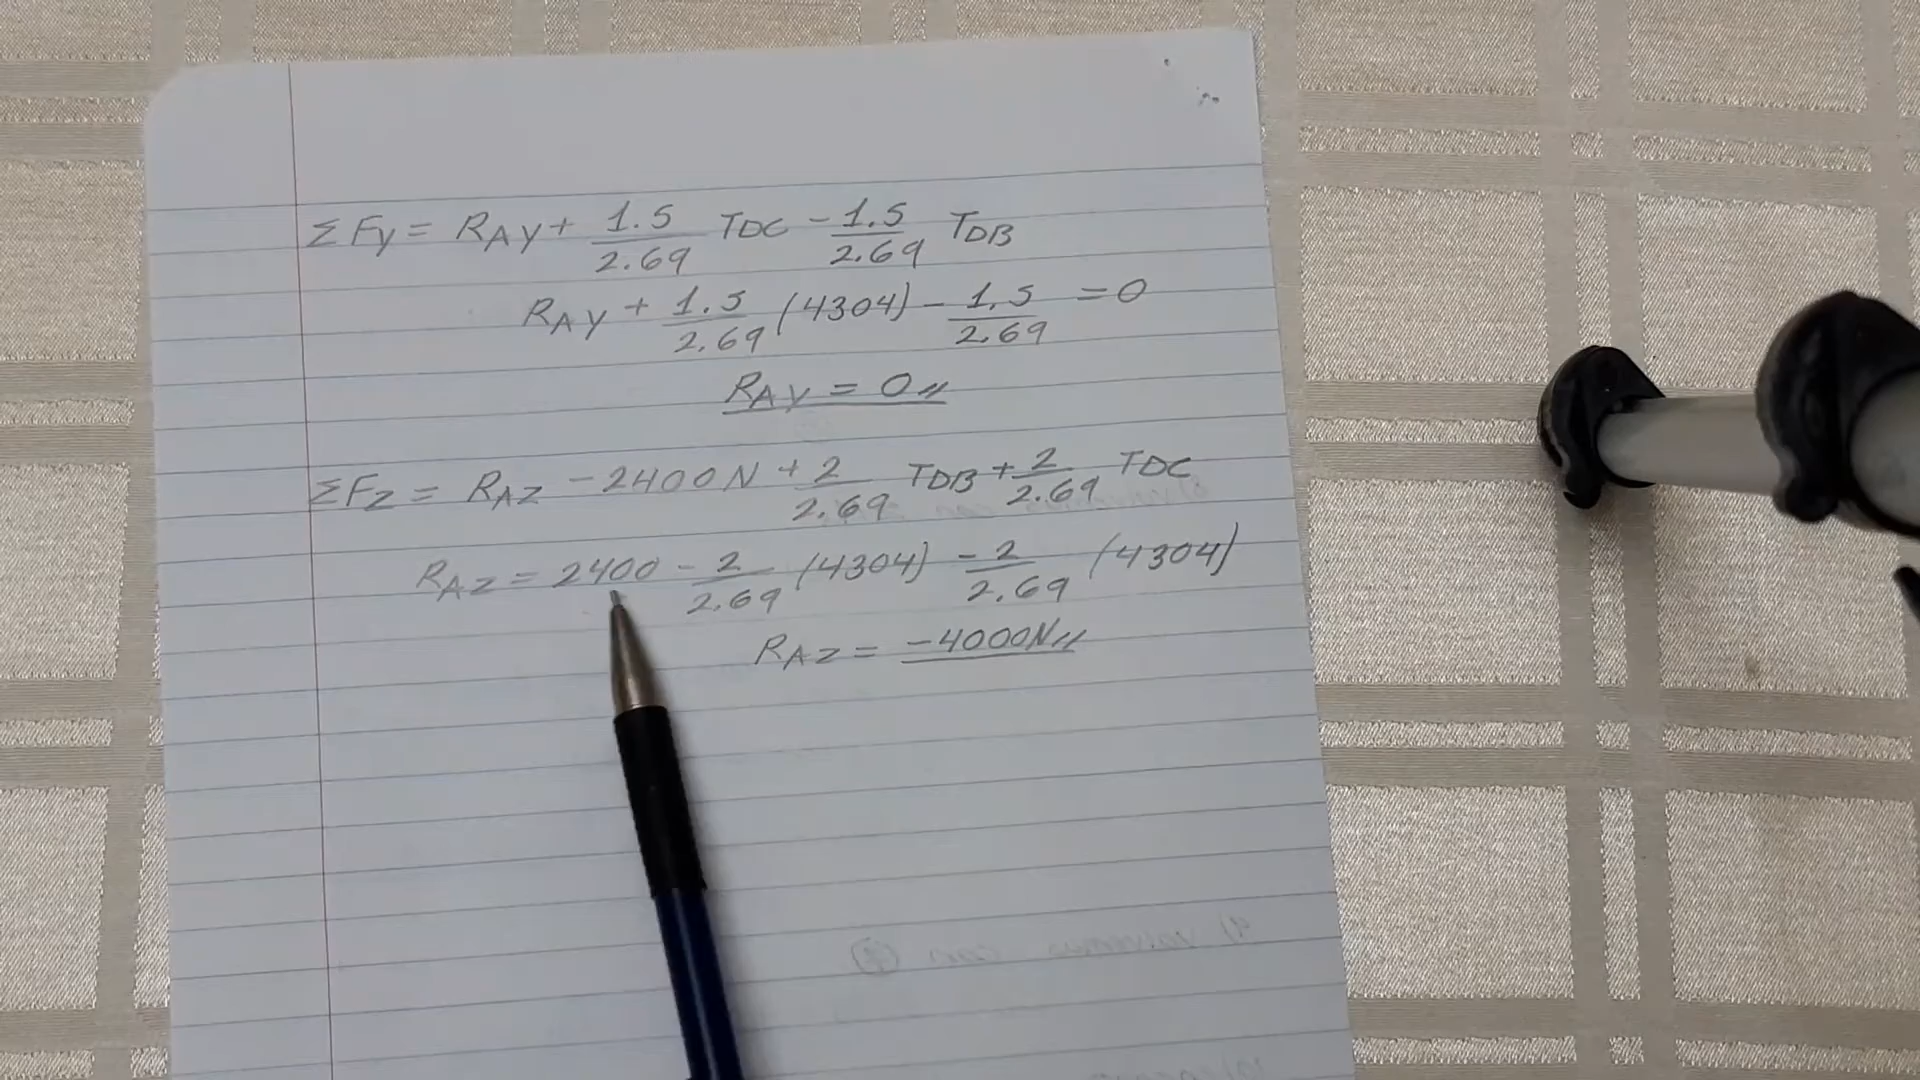 ΣFy = RAy + 1.5/2.69 TDC - 1.5/2.69 TDB
RAy + 1.5/2.69 (4304) - 1.5/2.69 = 0
RAy = 0//
ΣFz = RAz - 2400N + 2/2.69 TDB + 2/2.69 TDC
RAz = 2400 - 2/2.69 (4304) - 2/2.69 (4304)
RAz = -4000N//